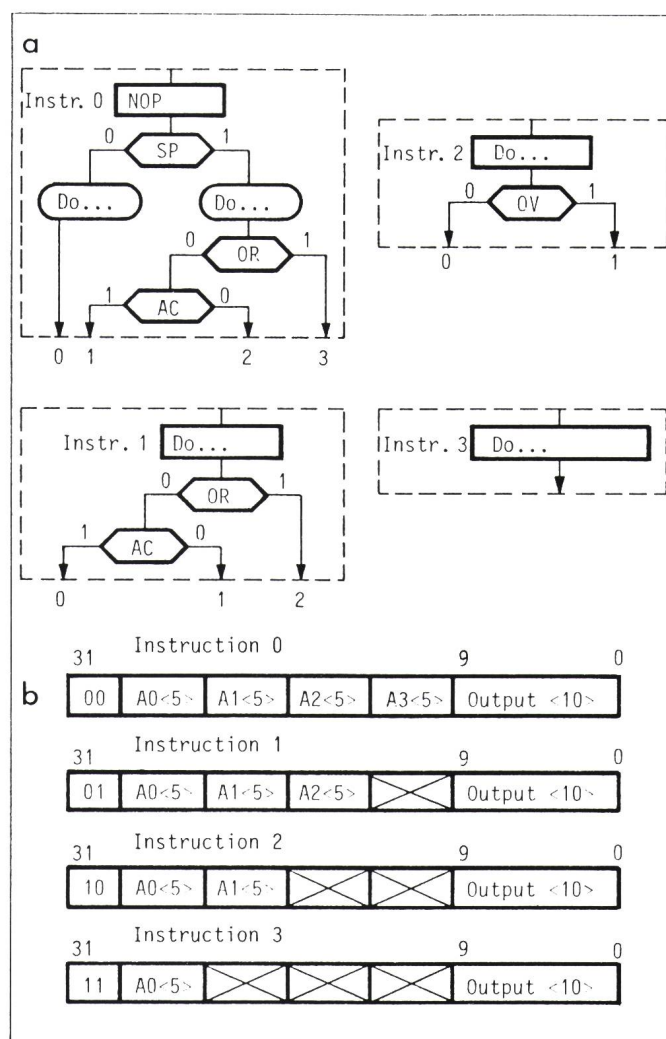 a
Instr. 0 NOP
0 SP 1
Do... Do...
0 OR 1
1 AC 0
0 1 2 3
Instr. 2 Do...
0 OV 1
0 1
Instr. 1 Do...
0 OR 1
1 AC 0
0 1 2
Instr. 3 Do...
b
Instruction 0
31 9 0
00 A0<5> A1<5> A2<5> A3<5> Output <10>
Instruction 1
31 9 0
01 A0<5> A1<5> A2<5> Output <10>
Instruction 2
31 9 0
10 A0<5> A1<5> Output <10>
Instruction 3
31 9 0
11 A0<5> Output <10>